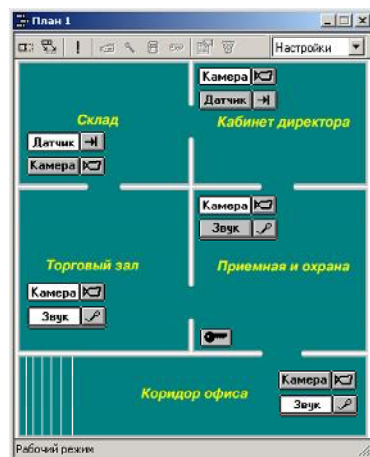 План 1
Настройки
Камера
Датчик
Склад
Кабинет директора
Датчик
Камера
Камера
Звук
Торговый зал
Приемная и охрана
Камера
Звук
Камера
Коридор офиса
Звук
Рабочий режим